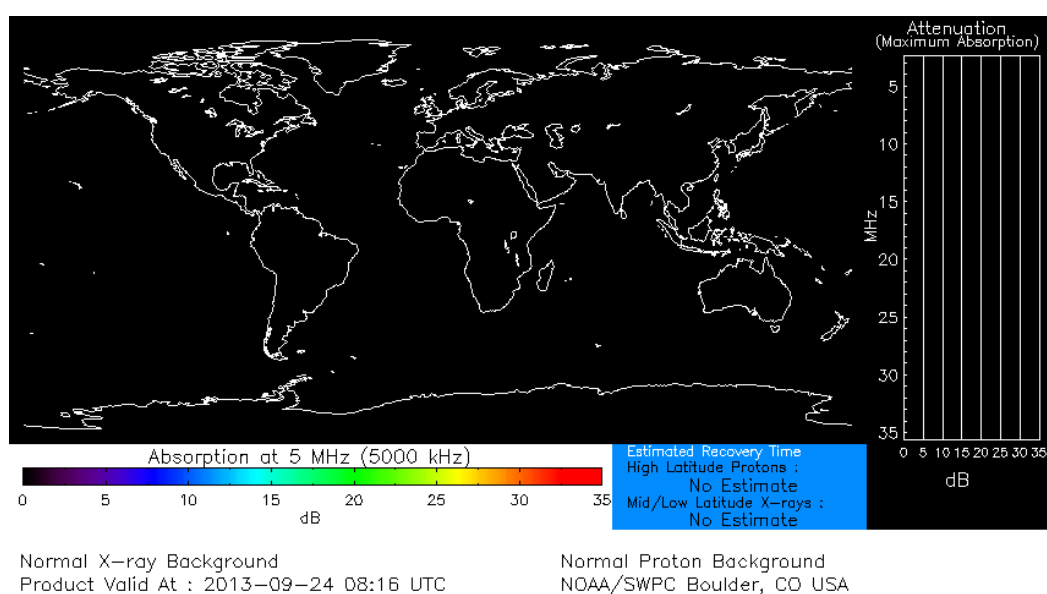 Attenuation
(Maximum Absorption)
5
10
15
20
25
30
35
MHz
0 5 10 15 20 25 30 35
dB
Absorption at 5 MHz (5000 kHz)
0 5 10 15 20 25 30 35
dB
Estimated Recovery Time
High Latitude Protons :
No Estimate
Mid/Low Latitude X-rays :
No Estimate
Normal X-ray Background
Product Valid At : 2013-09-24 08:16 UTC
Normal Proton Background
NOAA/SWPC Boulder, CO USA